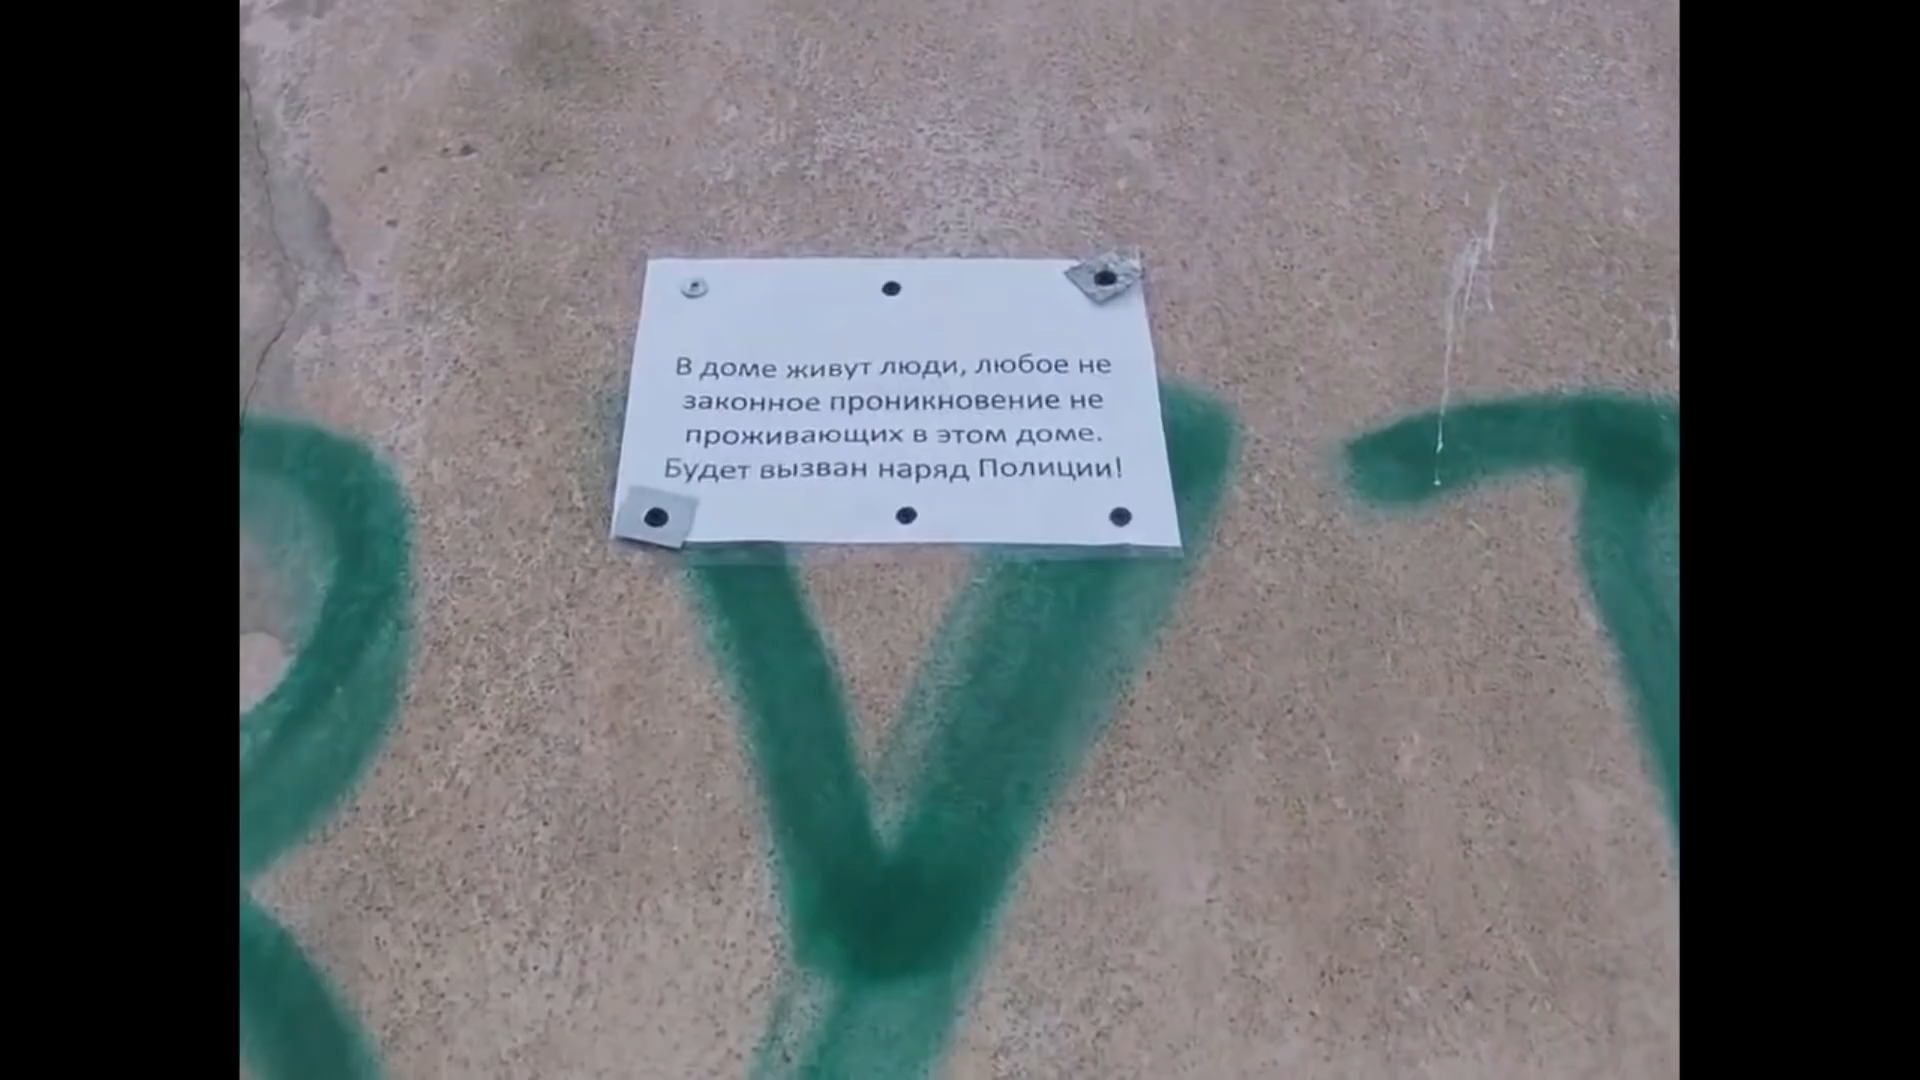 В доме живут люди, любое не
законное проникновение не
проживающих в этом доме.
Будет вызван наряд Полиции!